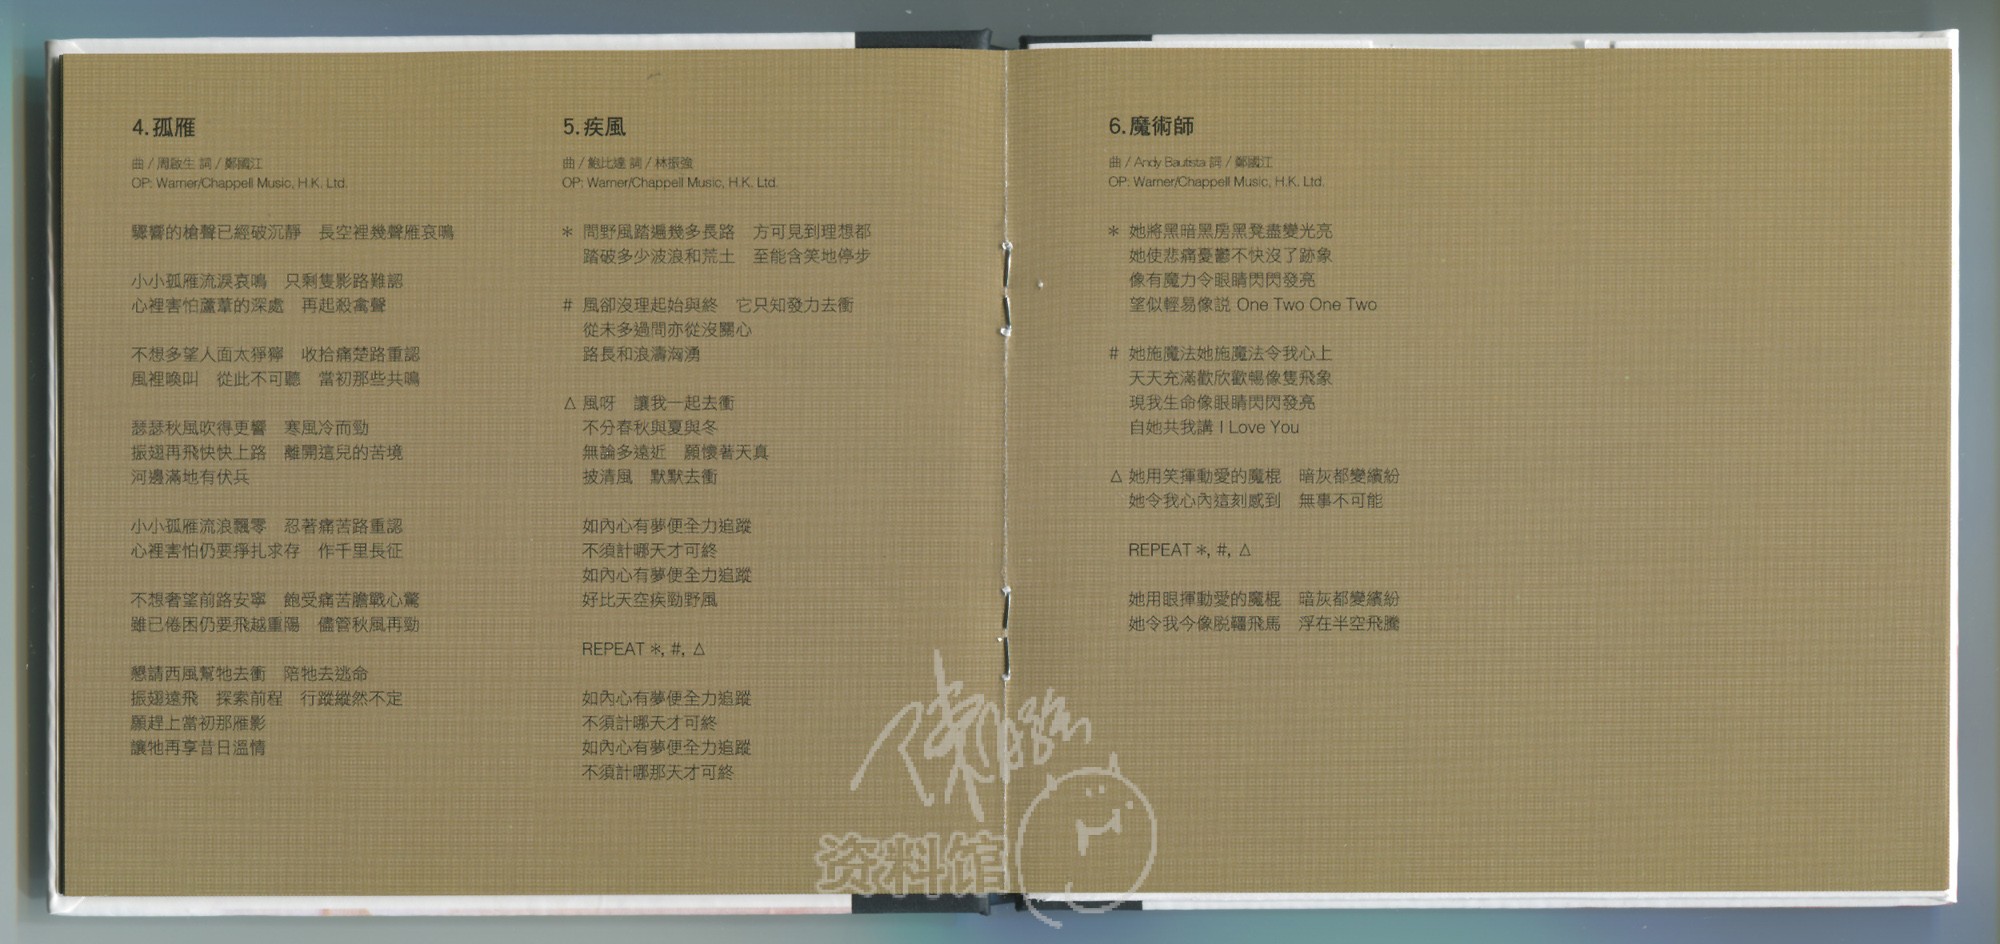 4.孤雁
曲 / 周啟生 詞 / 鄭國江
OP: Warner/Chappell Music, H.K. Ltd.
驟響的槍聲已經破沉靜　長空裡幾聲雁哀鳴
小小孤雁流淚哀鳴　只剩隻影路難認
心裡害怕蘆葦的深處　再起殺禽聲
不想多望人面太猙獰　收拾痛楚路重認
風裡喚叫　從此不可聽　當初那些共鳴
瑟瑟秋風吹得更響　寒風冷而勁
振翅再飛快快上路　離開這兒的苦境
河邊滿地有伏兵
小小孤雁流浪飄零　忍著痛苦路重認
心裡害怕仍要掙扎求存　作千里長征
不想奢望前路安寧　飽受痛苦膽戰心驚
雖已倦困仍要飛越重陽　儘管秋風再勁
懇請西風幫牠去衝　陪牠去逃命
振翅遠飛　探索前程　行蹤縱然不定
願趕上當初那雁影
讓牠再享昔日溫情
5.疾風
曲 / 鮑比達 詞 / 林振強
OP: Warner/Chappell Music, H.K. Ltd.
＊ 問野風踏遍幾多長路　方可見到理想都
踏破多少波浪和荒土　至能含笑地停步
# 風卻沒理起始與終　它只知發力去衝
從未多過問亦從沒關心
路長和浪濤洶湧
△ 風呀　讓我一起去衝
不分春秋與夏與冬
無論多遠近　願懷著天真
披清風　默默去衝
如內心有夢便全力追蹤
不須計哪天才可終
如內心有夢便全力追蹤
好比天空疾勁野風
REPEAT ＊, #, △
如內心有夢便全力追蹤
不須計哪天才可終
如內心有夢便全力追蹤
不須計哪那天才可終
6.魔術師
曲 / Andy Bautista 詞 / 鄭國江
OP: Warner/Chappell Music, H.K. Ltd.
＊ 她將黑暗黑房黑凳盡變光亮
她使悲痛憂鬱不快沒了跡象
像有魔力令眼睛閃閃發亮
望似輕易像說 One Two One Two
# 她施魔法她施魔法令我心上
天天充滿歡欣歡暢像隻飛象
現我生命像眼睛閃閃發亮
自她共我講 I Love You
△ 她用笑揮動愛的魔棍　暗灰都變繽紛
她令我心內這刻感到　無事不可能
REPEAT ＊, #, △
她用眼揮動愛的魔棍　暗灰都變繽紛
她令我今像脫韁飛馬　浮在半空飛騰
资料馆